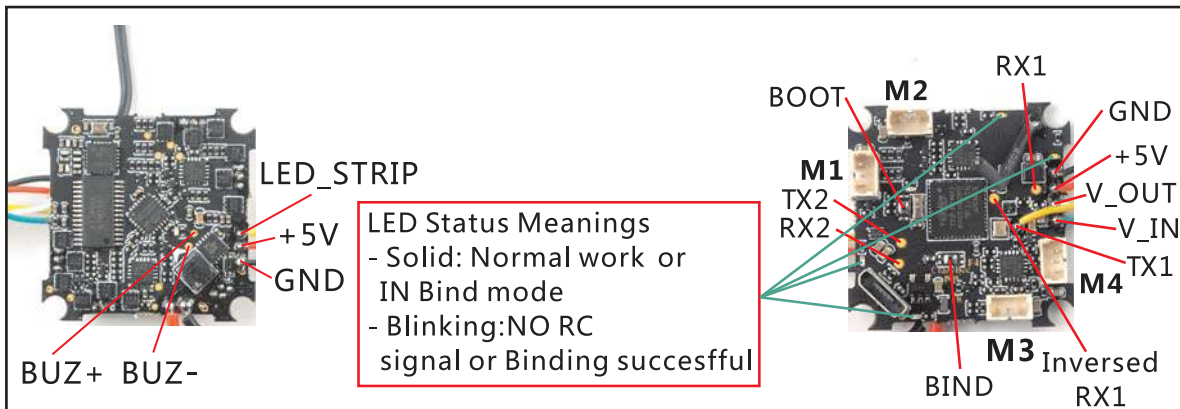 LED_STRIP
+5V
GND
BUZ+ BUZ-
LED Status Meanings
- Solid: Normal work or
IN Bind mode
- Blinking:NO RC
signal or Binding succesfful
RX1
M2
BOOT
GND
+5V
M1
TX2
V_OUT
RX2
V_IN
TX1
M4
M3
Inversed
RX1
BIND